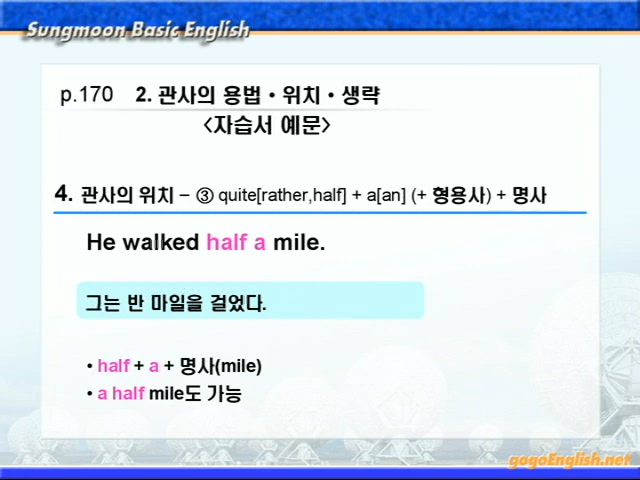 Sungmoon Basic English
p.170 2. 관사의 용법 • 위치 • 생략
<자습서 예문>
4. 관사의 위치 – ③ quite[rather,half] + a[an] (+ 형용사) + 명사
He walked half a mile.
그는 반 마일을 걸었다.
• half + a + 명사(mile)
• a half mile도 가능
gogoEnglish.net